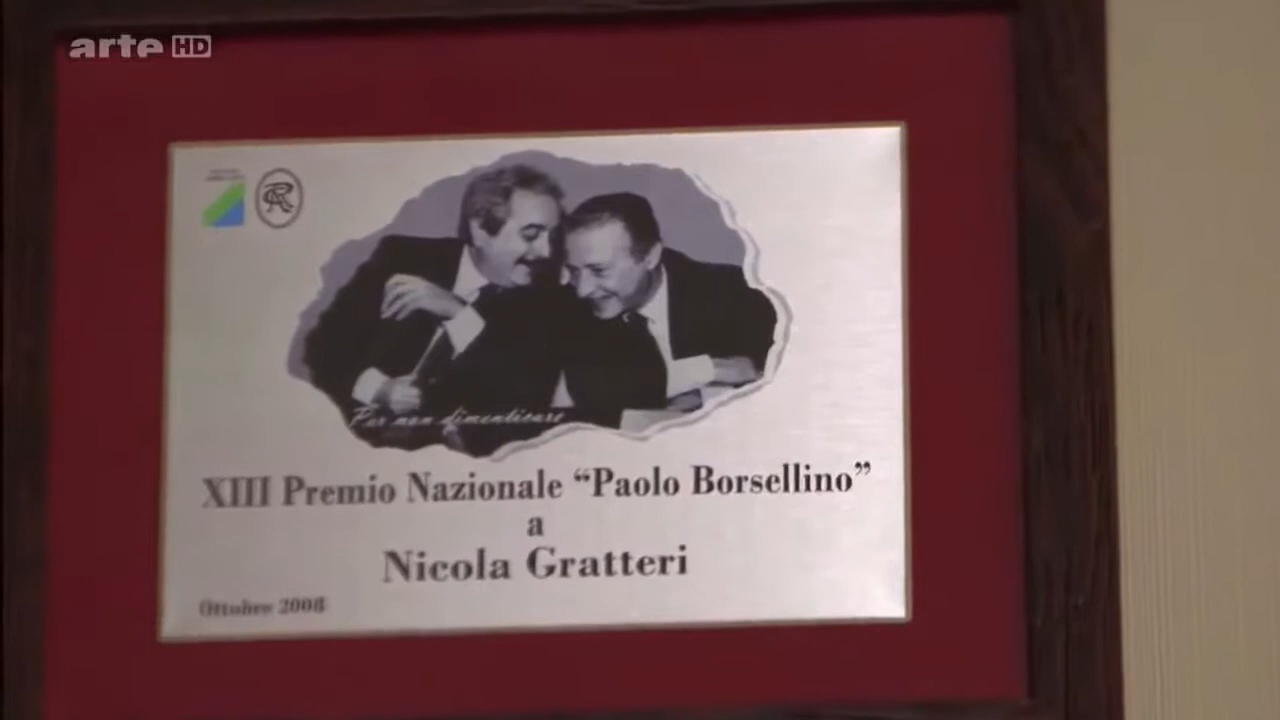 arte HD
Per non dimenticare
XIII Premio Nazionale “Paolo Borsellino”
a
Nicola Gratteri
Ottobre 2008